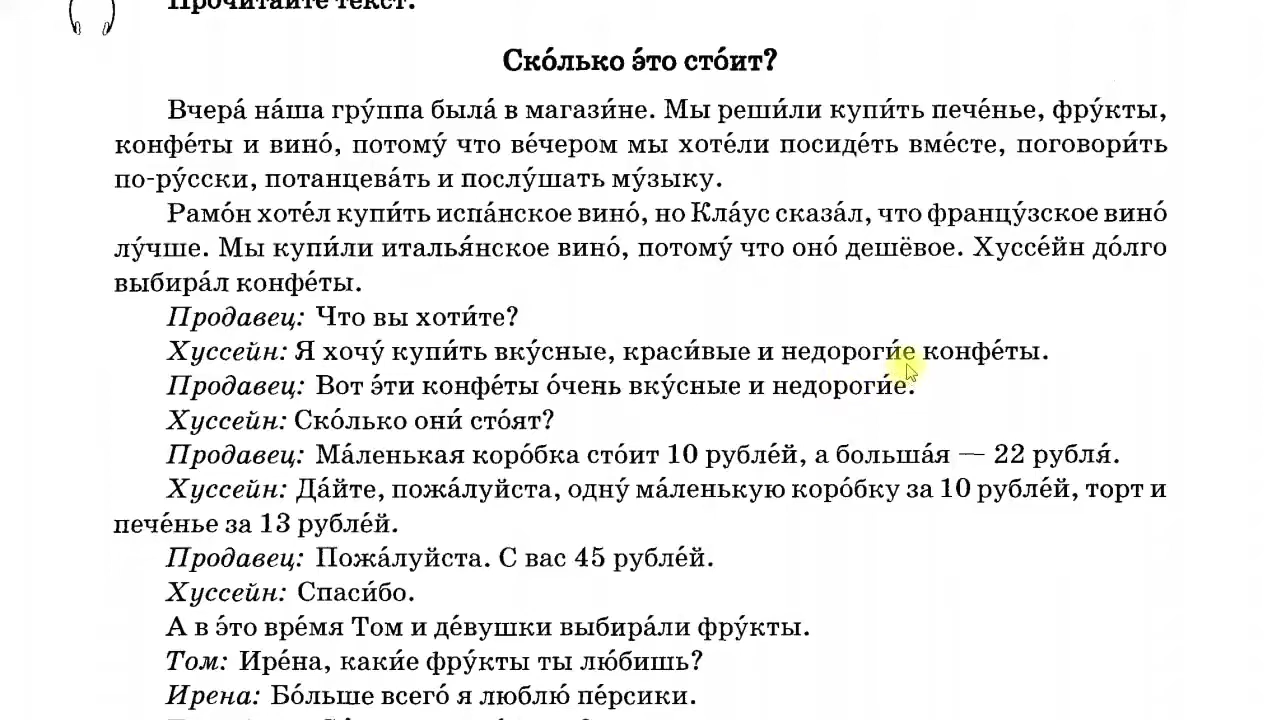 Прочитайте текст.
Ско́лько э́то сто́ит?
Вчера́ на́ша гру́ппа была́ в магази́не. Мы реши́ли купи́ть пече́нье, фру́кты,
конфе́ты и вино́, потому́ что ве́чером мы хоте́ли посиде́ть вме́сте, поговори́ть
по-ру́сски, потанцева́ть и послу́шать му́зыку.
Рамо́н хоте́л купи́ть испа́нское вино́, но Кла́ус сказа́л, что францу́зское вино́
лу́чше. Мы купи́ли италья́нское вино́, потому́ что оно́ дешёвое. Хуссе́йн до́лго
выбира́л конфе́ты.
Продавец: Что вы хоти́те?
Хуссейн: Я хочу́ купи́ть вку́сные, краси́вые и недороги́е конфе́ты.
Продавец: Вот э́ти конфе́ты о́чень вку́сные и недороги́е.
Хуссейн: Ско́лько они́ сто́ят?
Продавец: Ма́ленькая коро́бка сто́ит 10 рубле́й, а больша́я — 22 рубля́.
Хуссейн: Да́йте, пожа́луйста, одну́ ма́ленькую коро́бку за 10 рубле́й, торт и
пече́нье за 13 рубле́й.
Продавец: Пожа́луйста. С вас 45 рубле́й.
Хуссейн: Спаси́бо.
А в э́то вре́мя Том и де́вушки выбира́ли фру́кты.
Том: Ире́на, каки́е фру́кты ты лю́бишь?
Ирена: Бо́льше всего́ я люблю́ пе́рсики.